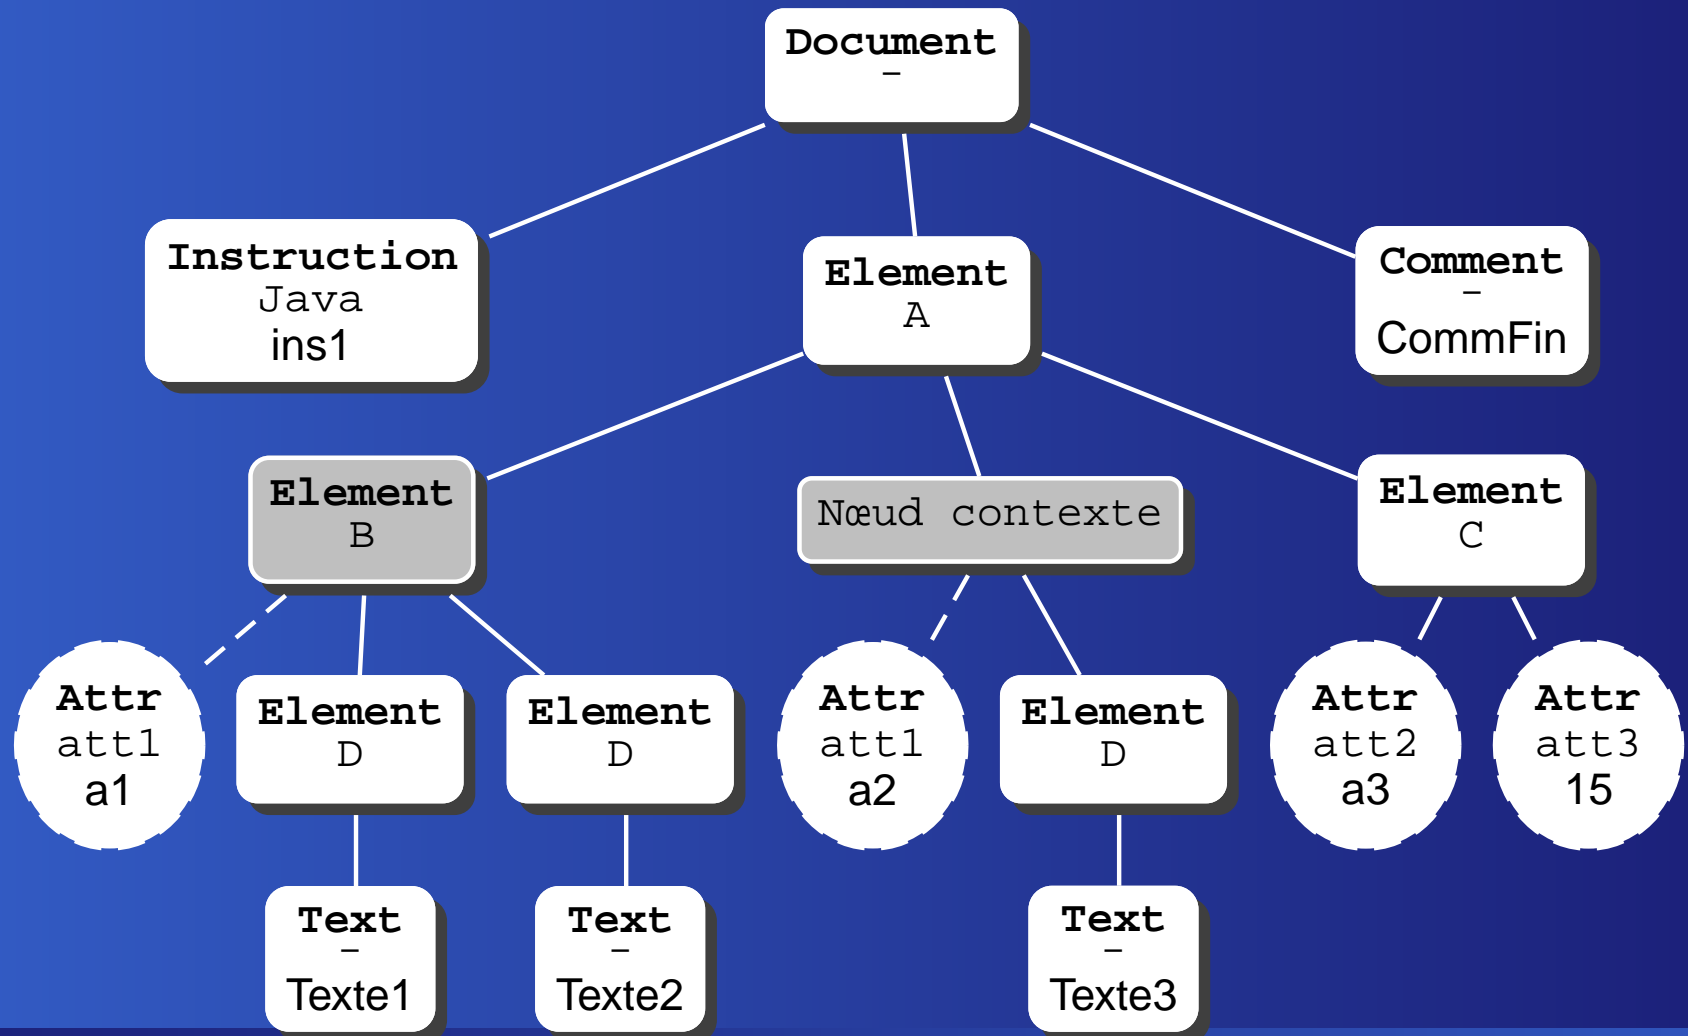 Document
-
Instruction
Java
ins1
Element
A
Comment
-
CommFin
Element
B
Nœud contexte
Element
C
Attr
att1
a1
Element
D
Element
D
Attr
att1
a2
Element
D
Attr
att2
a3
Attr
att3
15
Text
-
Texte1
Text
-
Texte2
Text
-
Texte3